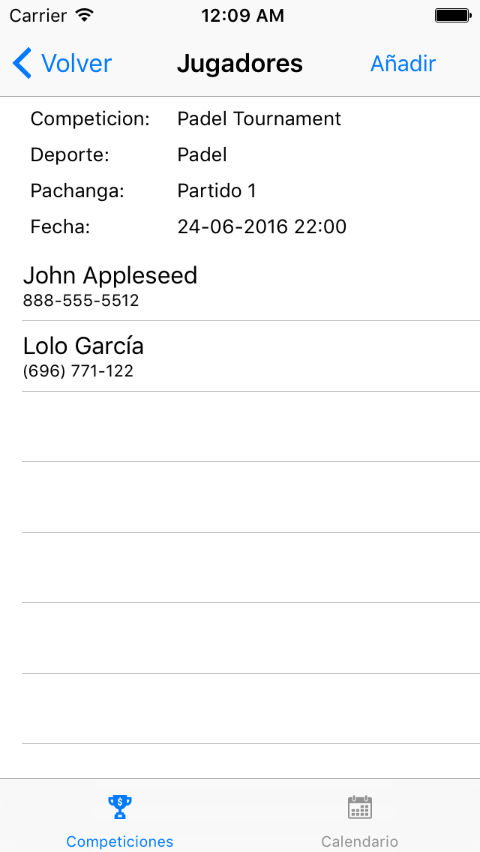 Carrier 12:09 AM
Volver Jugadores Añadir
Competicion: Padel Tournament
Deporte: Padel
Pachanga: Partido 1
Fecha: 24-06-2016 22:00
John Appleseed
888-555-5512
Lolo García
(696) 771-122
Competiciones Calendario